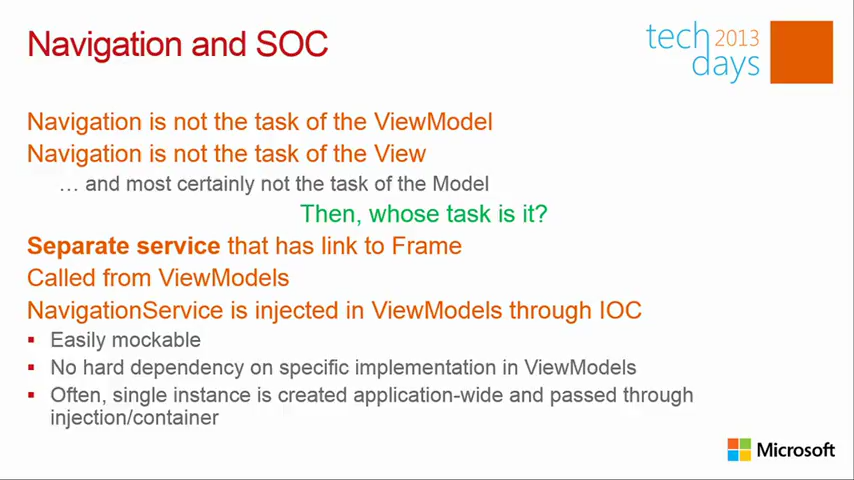 Navigation and SOC
tech 2013
days
Navigation is not the task of the ViewModel
Navigation is not the task of the View
… and most certainly not the task of the Model
Then, whose task is it?
Separate service that has link to Frame
Called from ViewModels
NavigationService is injected in ViewModels through IOC
▪ Easily mockable
▪ No hard dependency on specific implementation in ViewModels
▪ Often, single instance is created application-wide and passed through
injection/container
Microsoft